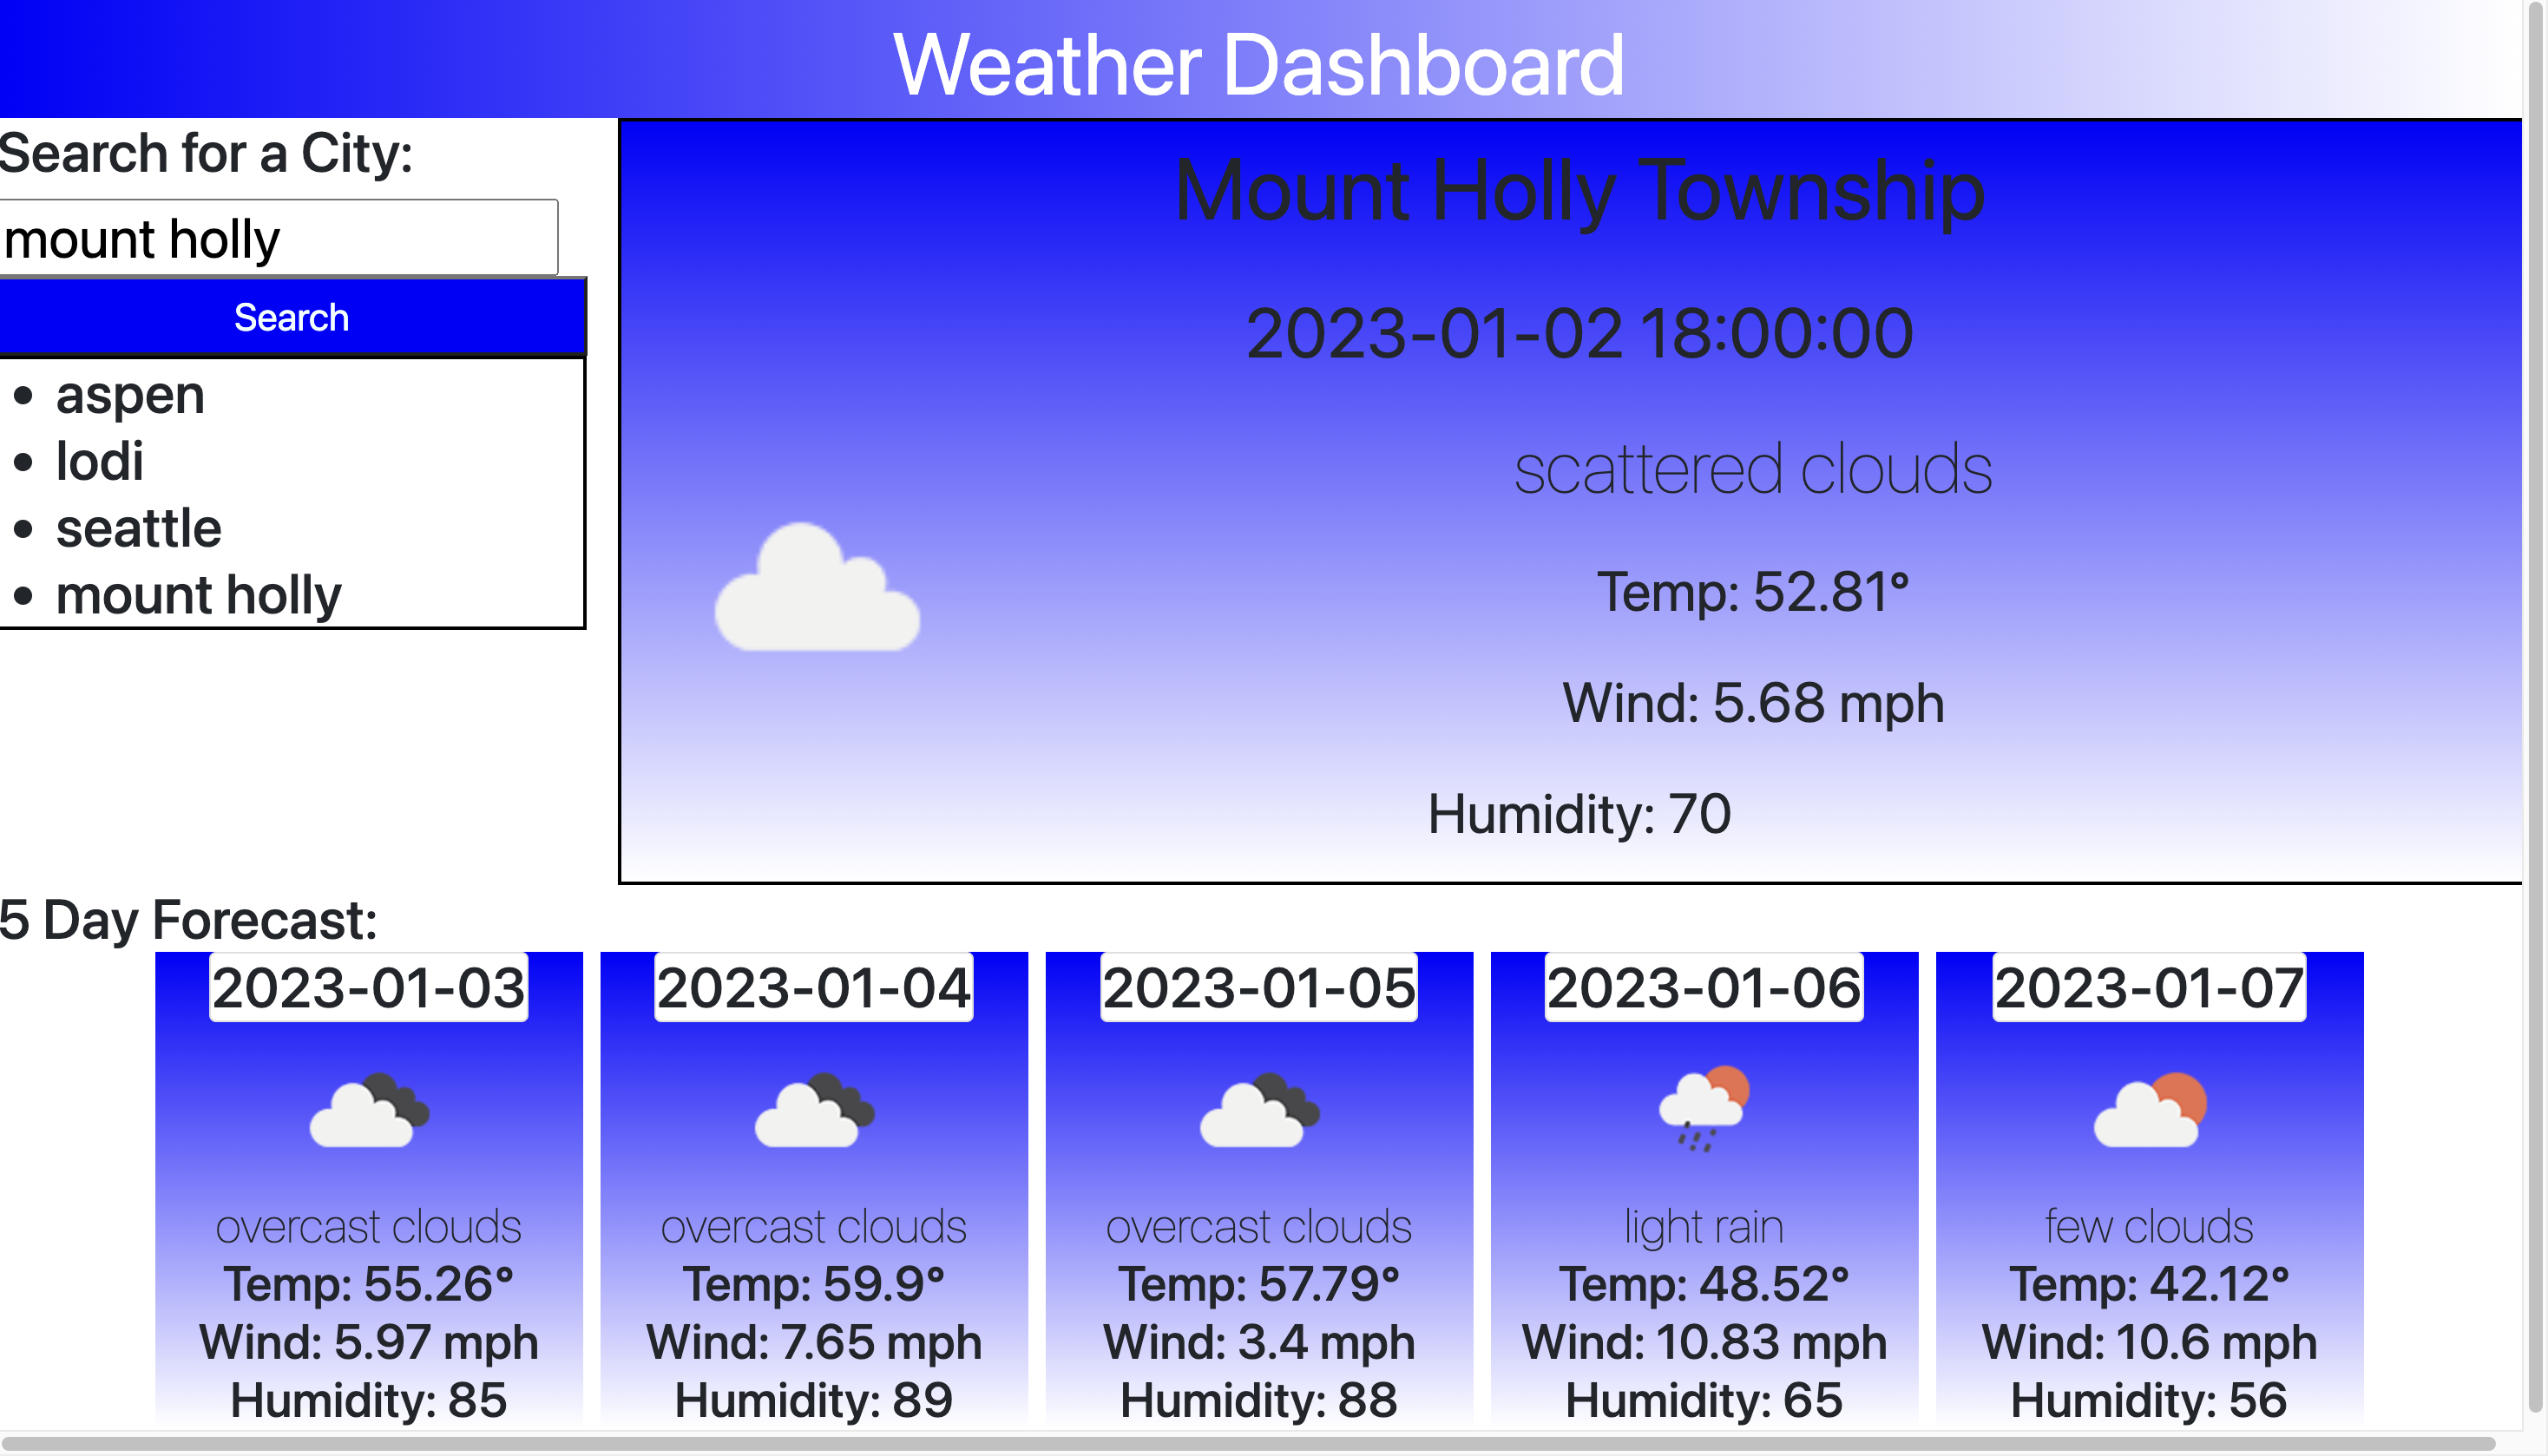 Weather Dashboard
Search for a City:
mount holly
Search
aspen
lodi
seattle
mount holly
Mount Holly Township
2023-01-02 18:00:00
scattered clouds
Temp: 52.81°
Wind: 5.68 mph
Humidity: 70
5 Day Forecast:
2023-01-03
overcast clouds
Temp: 55.26°
Wind: 5.97 mph
Humidity: 85
2023-01-04
overcast clouds
Temp: 59.9°
Wind: 7.65 mph
Humidity: 89
2023-01-05
overcast clouds
Temp: 57.79°
Wind: 3.4 mph
Humidity: 88
2023-01-06
light rain
Temp: 48.52°
Wind: 10.83 mph
Humidity: 65
2023-01-07
few clouds
Temp: 42.12°
Wind: 10.6 mph
Humidity: 56